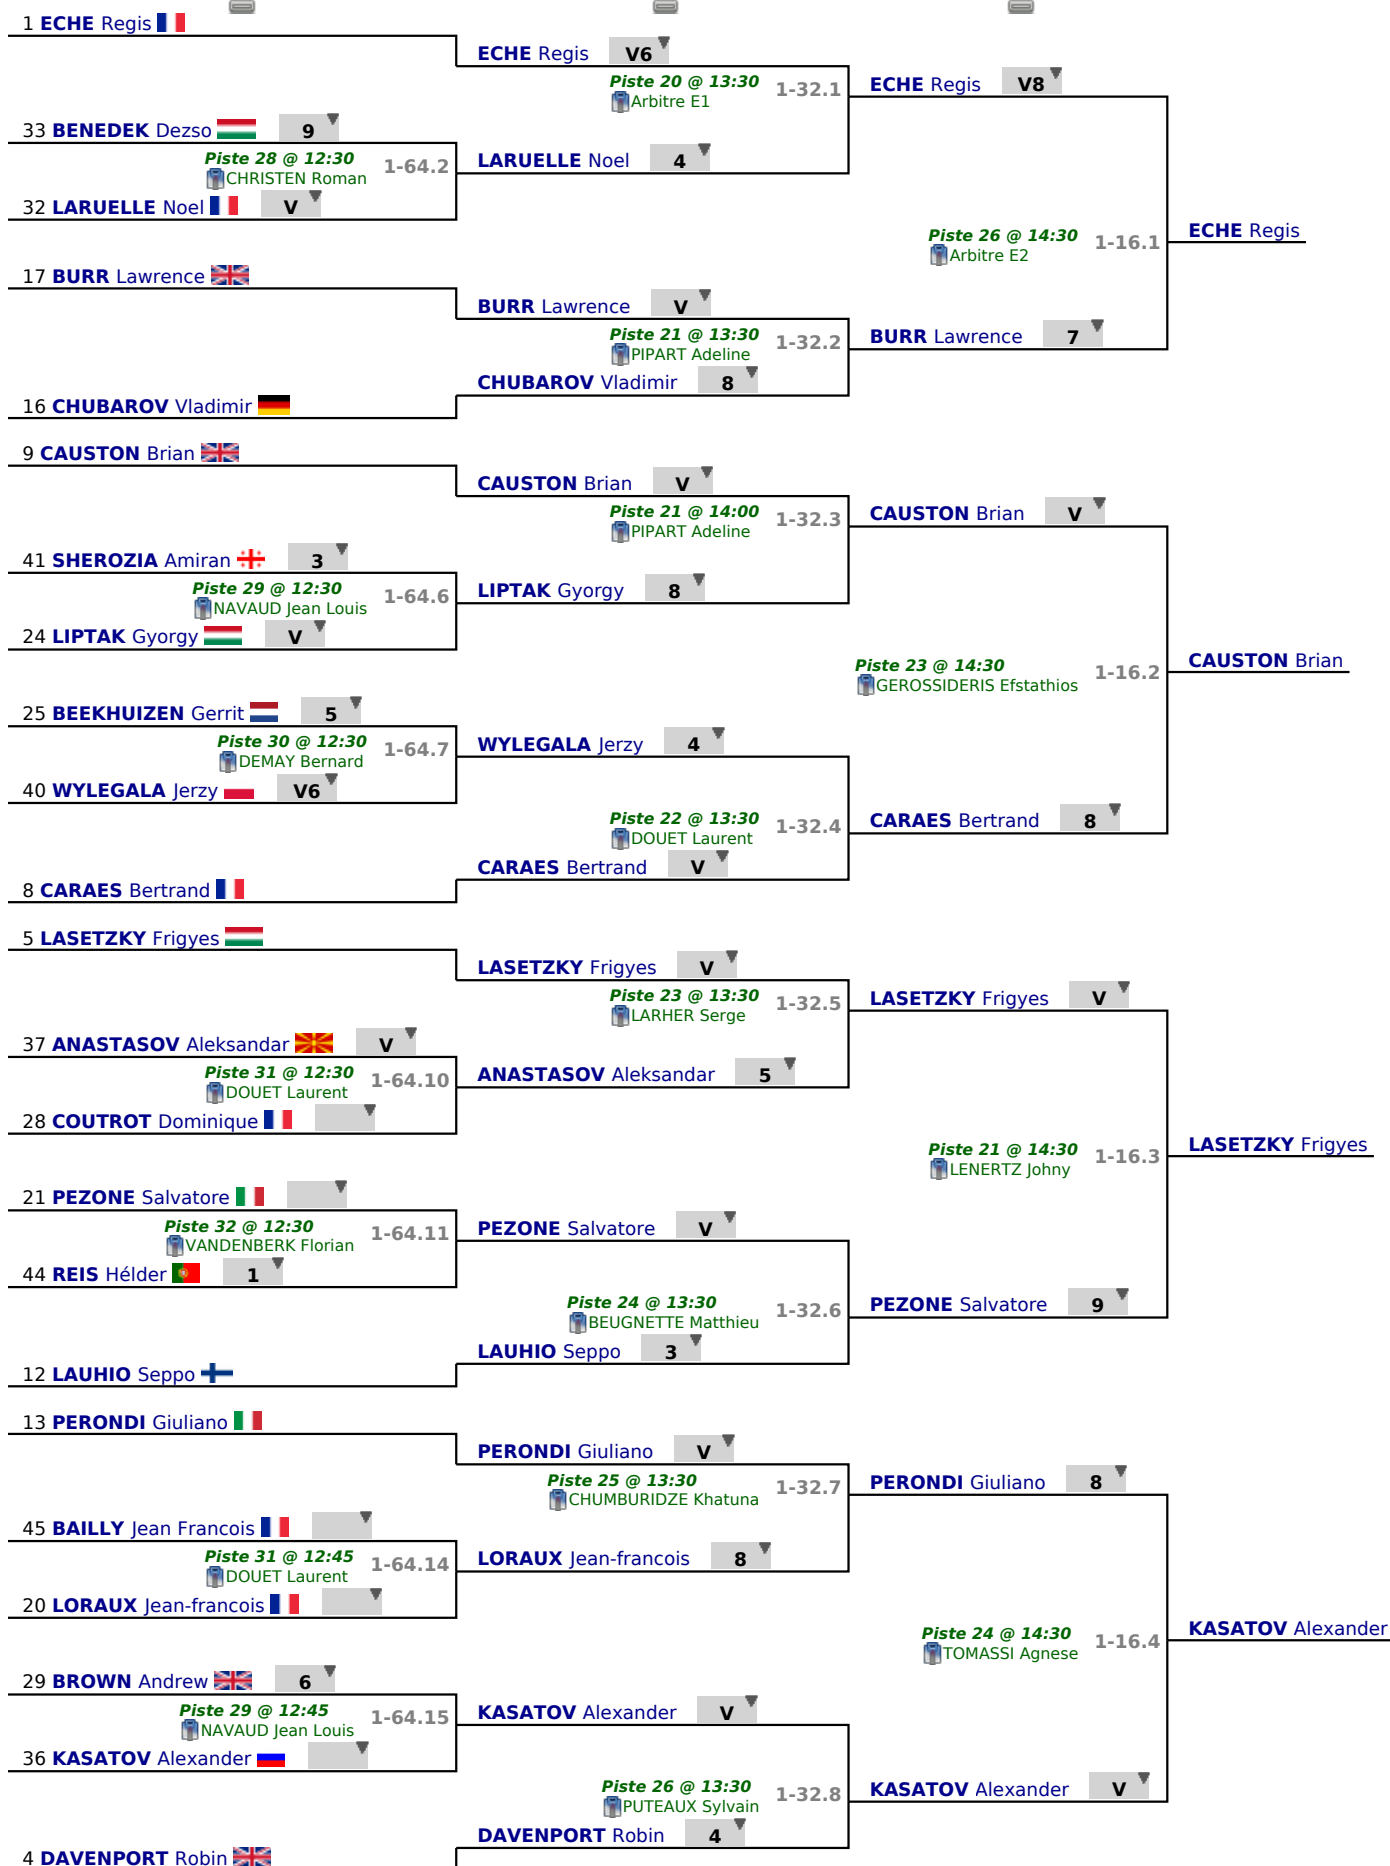 1 ECHE Regis
ECHE Regis V6
Piste 20 @ 13:30
Arbitre E1
1-32.1
ECHE Regis V8
33 BENEDEK Dezso 9
Piste 28 @ 12:30
CHRISTEN Roman
1-64.2
LARUELLE Noel 4
32 LARUELLE Noel V
Piste 26 @ 14:30
Arbitre E2
1-16.1
ECHE Regis
17 BURR Lawrence
BURR Lawrence V
Piste 21 @ 13:30
PIPART Adeline
1-32.2
BURR Lawrence 7
CHUBAROV Vladimir 8
16 CHUBAROV Vladimir
9 CAUSTON Brian
CAUSTON Brian V
Piste 21 @ 14:00
PIPART Adeline
1-32.3
CAUSTON Brian V
41 SHEROZIA Amiran 3
Piste 29 @ 12:30
NAVAUD Jean Louis
1-64.6
LIPTAK Gyorgy 8
24 LIPTAK Gyorgy V
Piste 23 @ 14:30
GEROSSIDERIS Efstathios
1-16.2
CAUSTON Brian
25 BEEKHUIZEN Gerrit 5
Piste 30 @ 12:30
DEMAY Bernard
1-64.7
WYLEGALA Jerzy 4
40 WYLEGALA Jerzy V6
Piste 22 @ 13:30
DOUET Laurent
1-32.4
CARAES Bertrand 8
CARAES Bertrand V
8 CARAES Bertrand
5 LASETZKY Frigyes
LASETZKY Frigyes V
Piste 23 @ 13:30
LARHER Serge
1-32.5
LASETZKY Frigyes V
37 ANASTASOV Aleksandar V
Piste 31 @ 12:30
DOUET Laurent
1-64.10
ANASTASOV Aleksandar 5
28 COUTROT Dominique
Piste 21 @ 14:30
LENERTZ Johny
1-16.3
LASETZKY Frigyes
21 PEZONE Salvatore
Piste 32 @ 12:30
VANDENBERK Florian
1-64.11
PEZONE Salvatore V
44 REIS Hélder 1
Piste 24 @ 13:30
BEUGNETTE Matthieu
1-32.6
PEZONE Salvatore 9
LAUHIO Seppo 3
12 LAUHIO Seppo
13 PERONDI Giuliano
PERONDI Giuliano V
Piste 25 @ 13:30
CHUMBURIDZE Khatuna
1-32.7
PERONDI Giuliano 8
45 BAILLY Jean Francois
Piste 31 @ 12:45
DOUET Laurent
1-64.14
LORAUX Jean-francois 8
20 LORAUX Jean-francois
Piste 24 @ 14:30
TOMASSI Agnese
1-16.4
KASATOV Alexander
29 BROWN Andrew 6
Piste 29 @ 12:45
NAVAUD Jean Louis
1-64.15
KASATOV Alexander V
36 KASATOV Alexander
Piste 26 @ 13:30
PUTEAUX Sylvain
1-32.8
KASATOV Alexander V
DAVENPORT Robin 4
4 DAVENPORT Robin